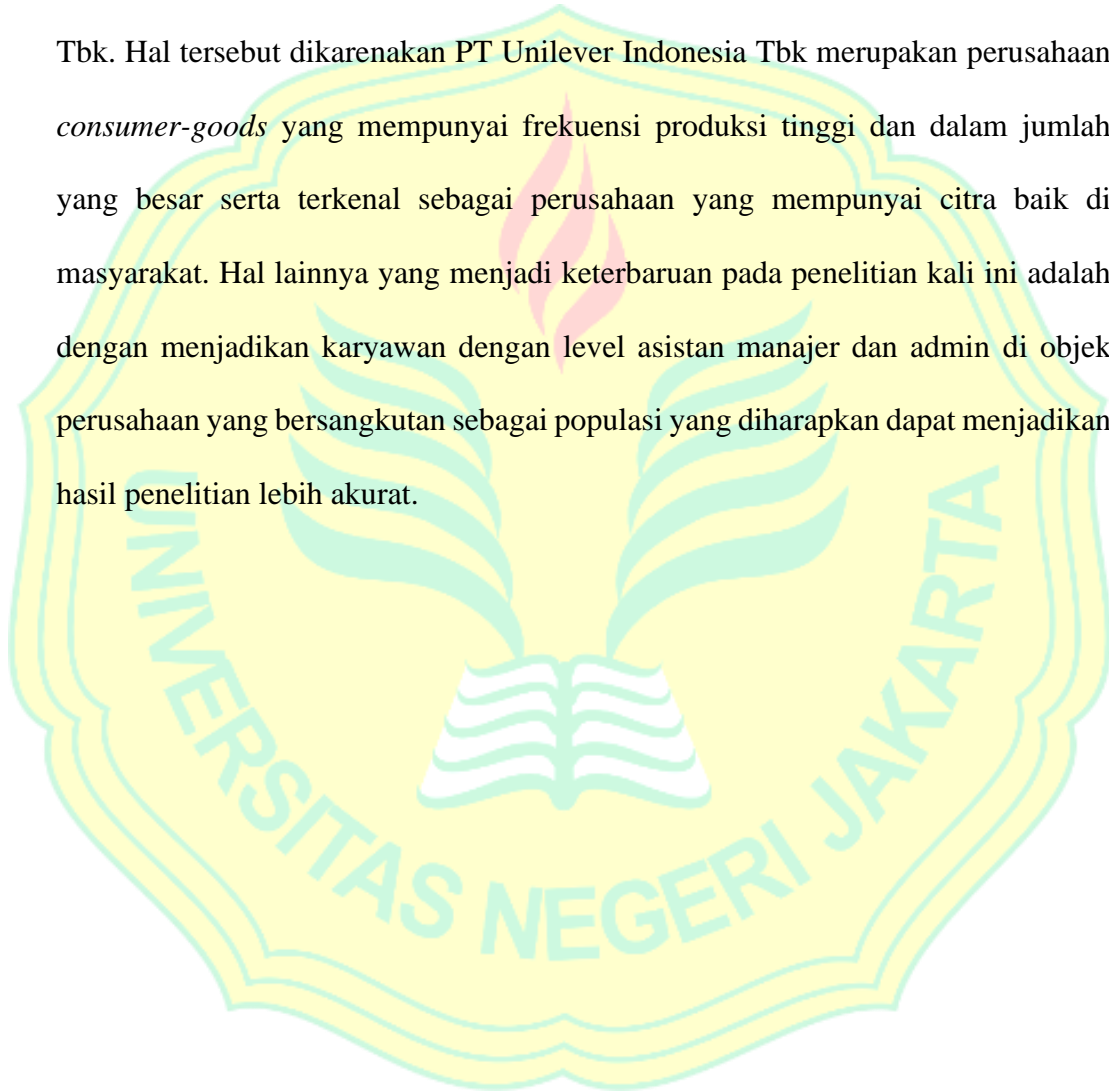 Tbk. Hal tersebut dikarenakan PT Unilever Indonesia Tbk merupakan perusahaan
consumer-goods yang mempunyai frekuensi produksi tinggi dan dalam jumlah
yang besar serta terkenal sebagai perusahaan yang mempunyai citra baik di
masyarakat. Hal lainnya yang menjadi keterbaruan pada penelitian kali ini adalah
dengan menjadikan karyawan dengan level asistan manajer dan admin di objek
perusahaan yang bersangkutan sebagai populasi yang diharapkan dapat menjadikan
hasil penelitian lebih akurat.
UNIVERSITAS NEGERI JAKARTA